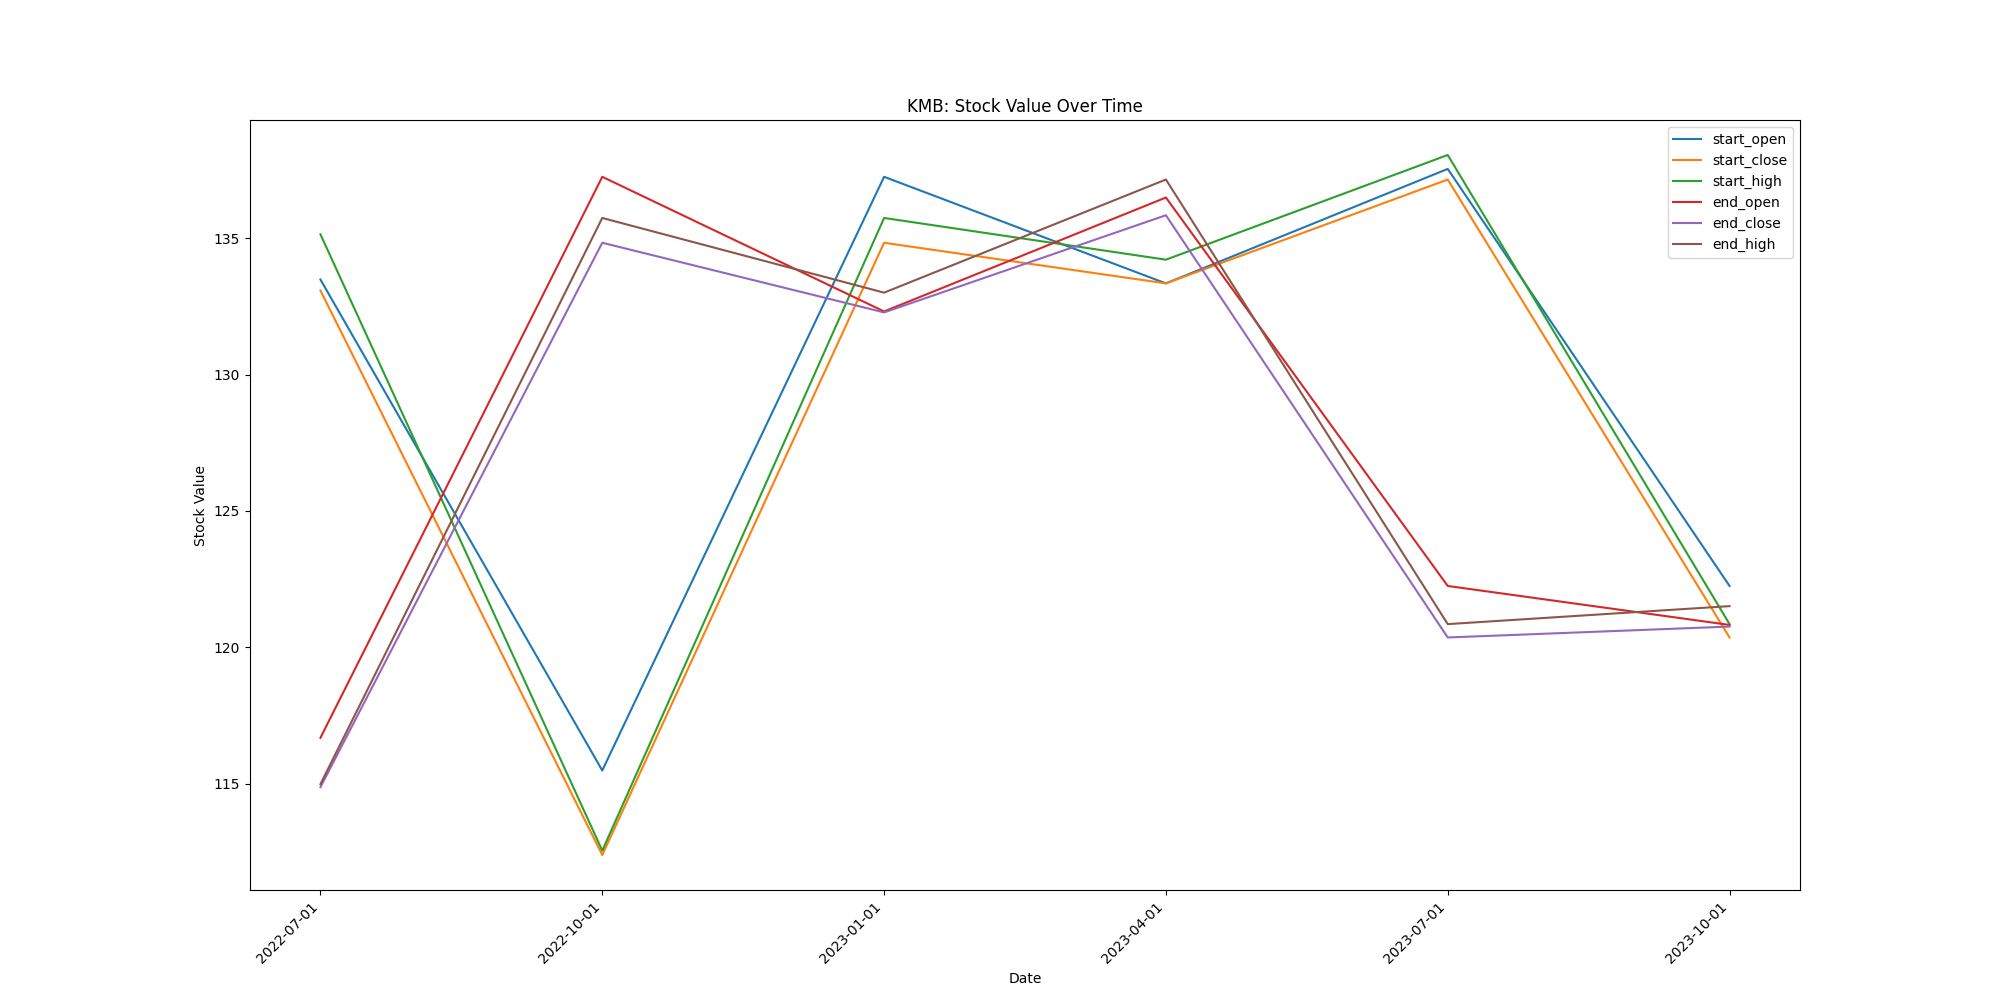 KMB: Stock Value Over Time
start_open
start_close
start_high
end_open
end_close
end_high
Stock Value
135
130
125
120
115
2022-07-01
2022-10-01
2023-01-01
2023-04-01
2023-07-01
2023-10-01
Date